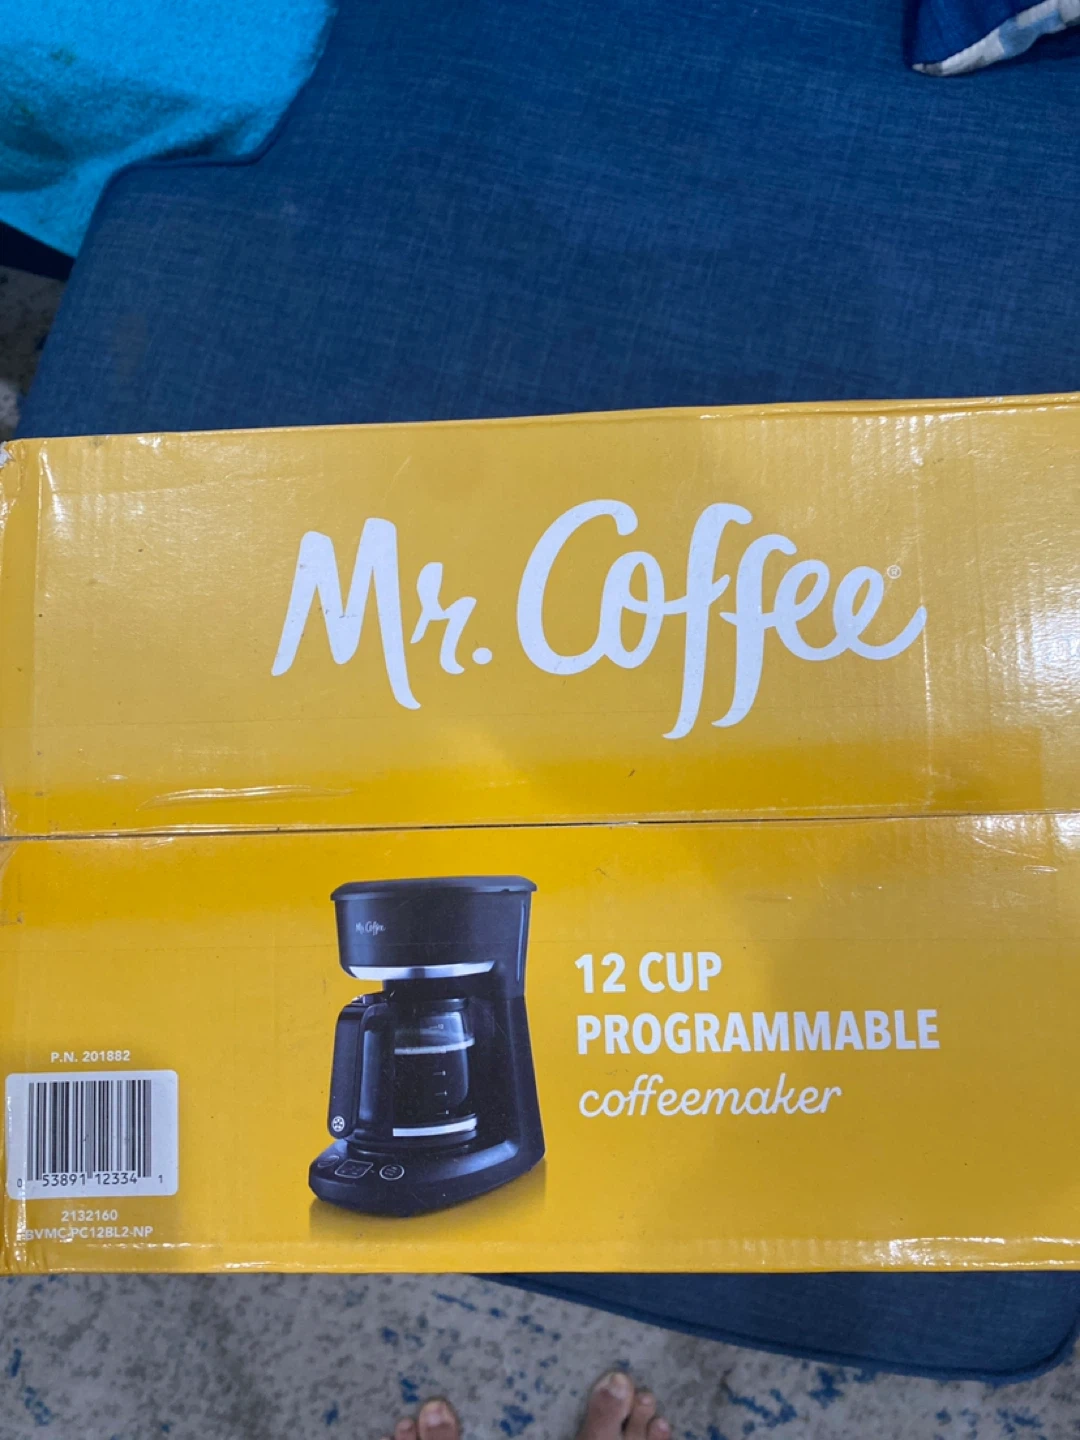 Mr. Coffee®
Mr. Coffee
12 CUP
PROGRAMMABLE
coffeemaker
P.N. 201882
0 53891 12334 1
2132160
BVMC-PC12BL2-NP